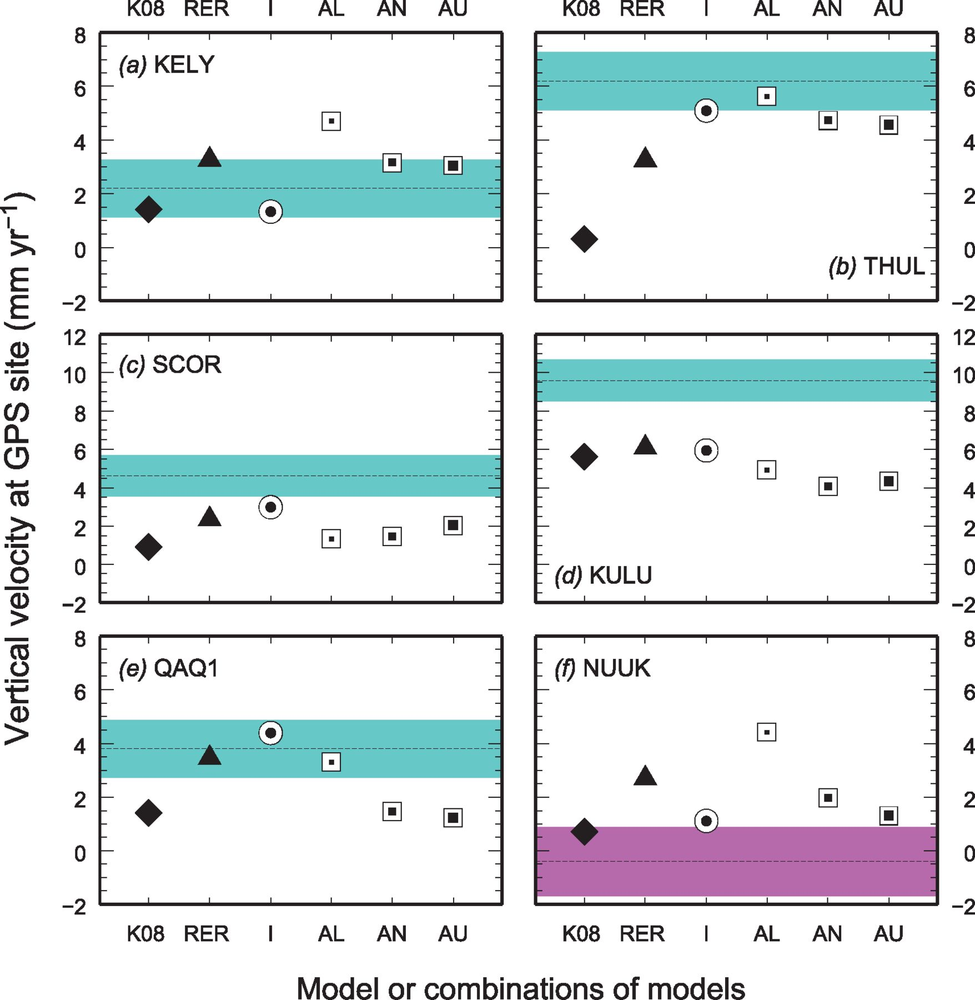 K08 RER I AL AN AU K08 RER I AL AN AU
8 8
(a) KELY
6 6
4 4
2 2
0 0
(b) THUL
−2 −2
12 12
(c) SCOR
10 10
8 8
6 6
4 4
2 2
0 0
(d) KULU
−2 −2
8 8
(e) QAQ1 (f) NUUK
6 6
4 4
2 2
0 0
−2 −2
K08 RER I AL AN AU K08 RER I AL AN AU
Vertical velocity at GPS site (mm yr⁻¹)
Model or combinations of models